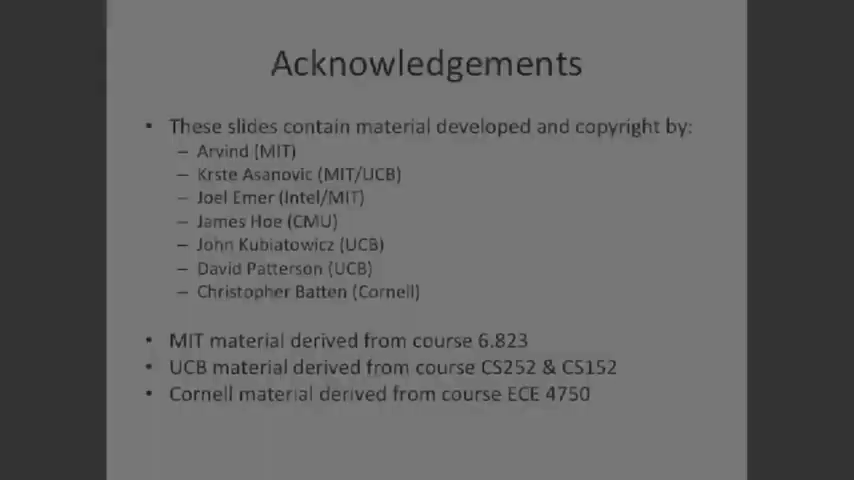 Acknowledgements
• These slides contain material developed and copyright by:
– Arvind (MIT)
– Krste Asanovic (MIT/UCB)
– Joel Emer (Intel/MIT)
– James Hoe (CMU)
– John Kubiatowicz (UCB)
– David Patterson (UCB)
– Christopher Batten (Cornell)
• MIT material derived from course 6.823
• UCB material derived from course CS252 & CS152
• Cornell material derived from course ECE 4750